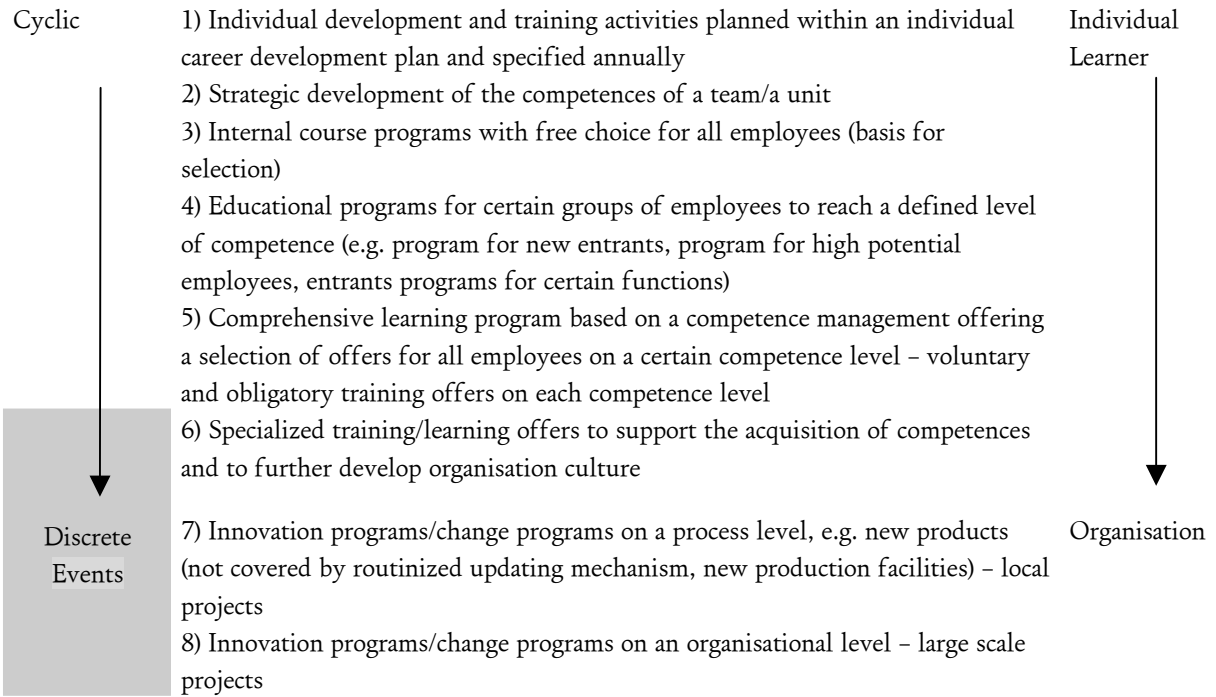 Cyclic
1) Individual development and training activities planned within an individual
career development plan and specified annually
2) Strategic development of the competences of a team/a unit
3) Internal course programs with free choice for all employees (basis for
selection)
4) Educational programs for certain groups of employees to reach a defined level
of competence (e.g. program for new entrants, program for high potential
employees, entrants programs for certain functions)
5) Comprehensive learning program based on a competence management offering
a selection of offers for all employees on a certain competence level – voluntary
and obligatory training offers on each competence level
6) Specialized training/learning offers to support the acquisition of competences
and to further develop organisation culture
Discrete
Events
7) Innovation programs/change programs on a process level, e.g. new products
(not covered by routinized updating mechanism, new production facilities) – local
projects
8) Innovation programs/change programs on an organisational level – large scale
projects
Individual
Learner
Organisation